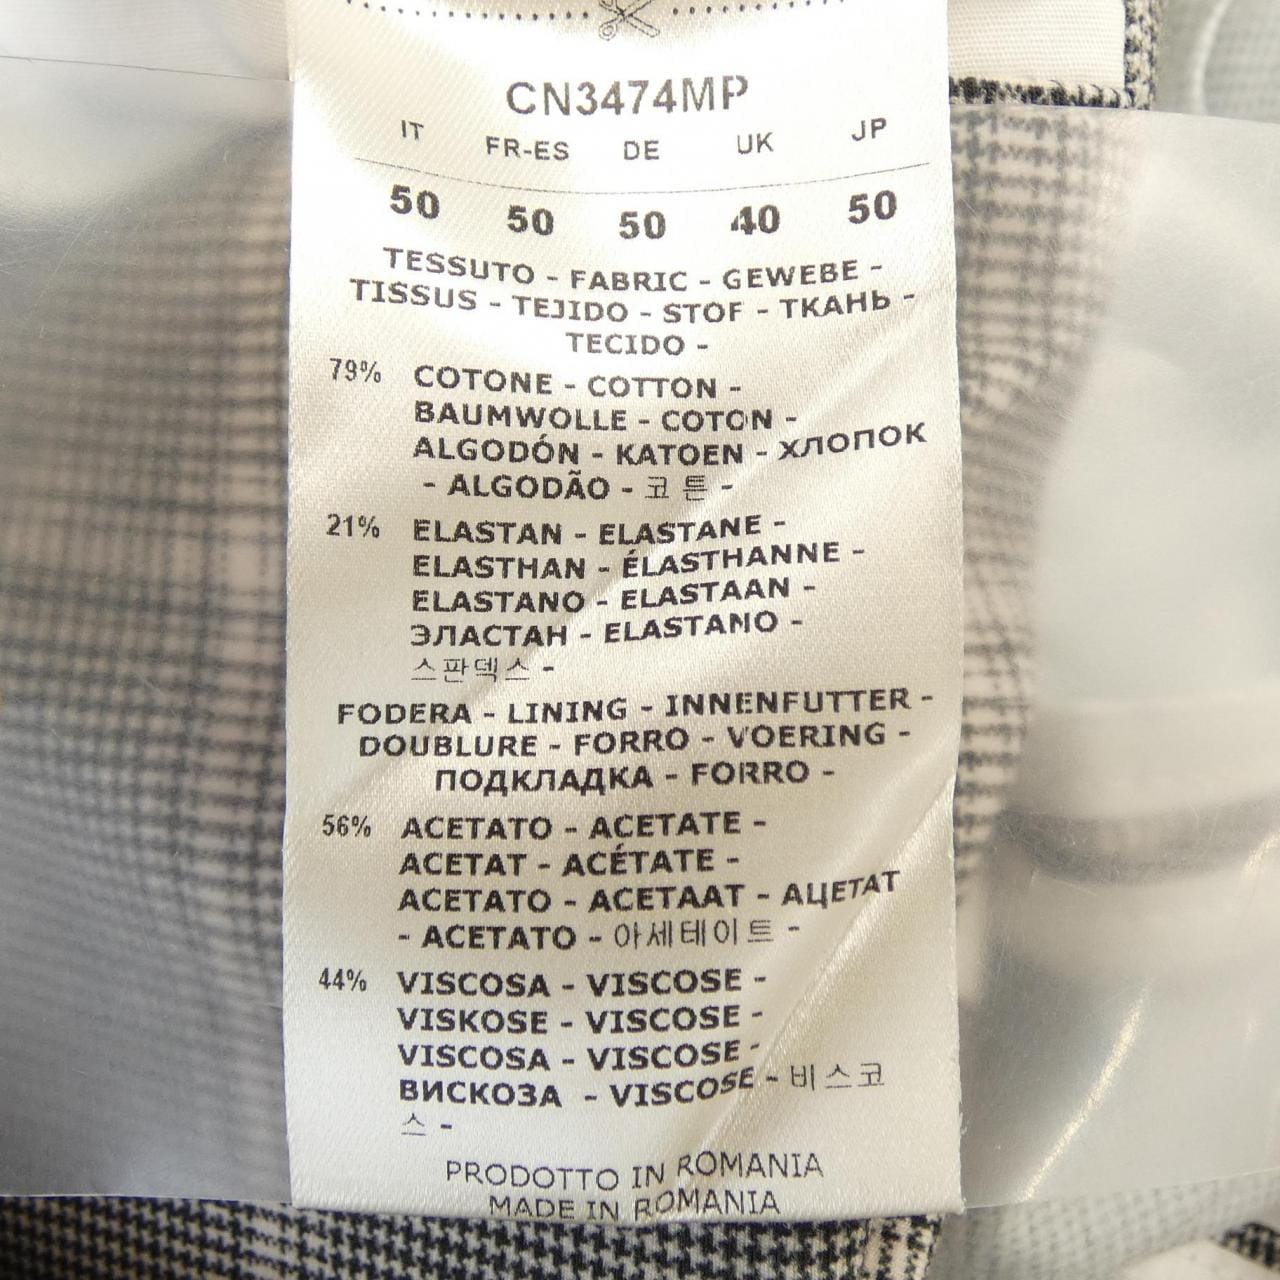 CN3474MP
IT FR-ES DE UK JP
50 50 50 40 50
TESSUTO - FABRIC - GEWEBE -
TISSUS - TEJIDO - STOF - ТКАНЬ -
TECIDO -
79% COTONE - COTTON -
BAUMWOLLE - COTON -
ALGODÓN - KATOEN - ХЛОПОК
- ALGODÃO - 코튼 -
21% ELASTAN - ELASTANE -
ELASTHAN - ÉLASTHANNE -
ELASTANO - ELASTAAN -
ЭЛАСТАН - ELASTANO -
스판덱스 -
FODERA - LINING - INNENFUTTER -
DOUBLURE - FORRO - VOERING -
ПОДКЛАДКА - FORRO -
56% ACETATO - ACETATE -
ACETAT - ACÉTATE -
ACETATO - ACETAAT - АЦЕТАТ
- ACETATO - 아세테이트 -
44% VISCOSA - VISCOSE -
VISKOSE - VISCOSE -
VISCOSA - VISCOSE -
ВИСКОЗА - VISCOSE - 비스코
스 -
PRODOTTO IN ROMANIA
MADE IN ROMANIA